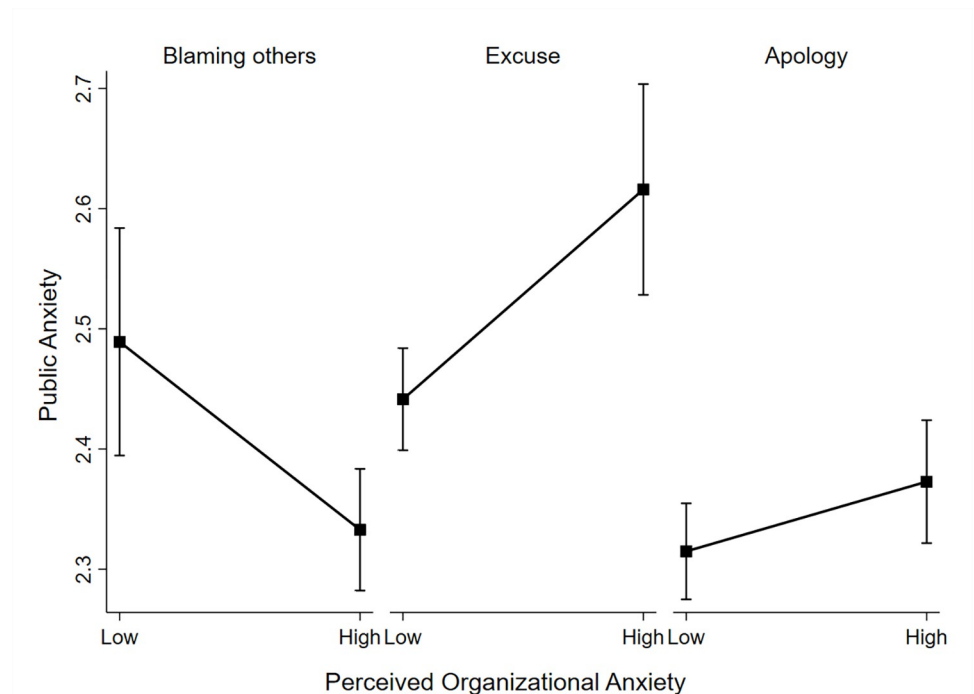 Blaming others
Excuse
Apology
Public Anxiety
2.7
2.6
2.5
2.4
2.3
Low
High
Low
High
Low
High
Perceived Organizational Anxiety